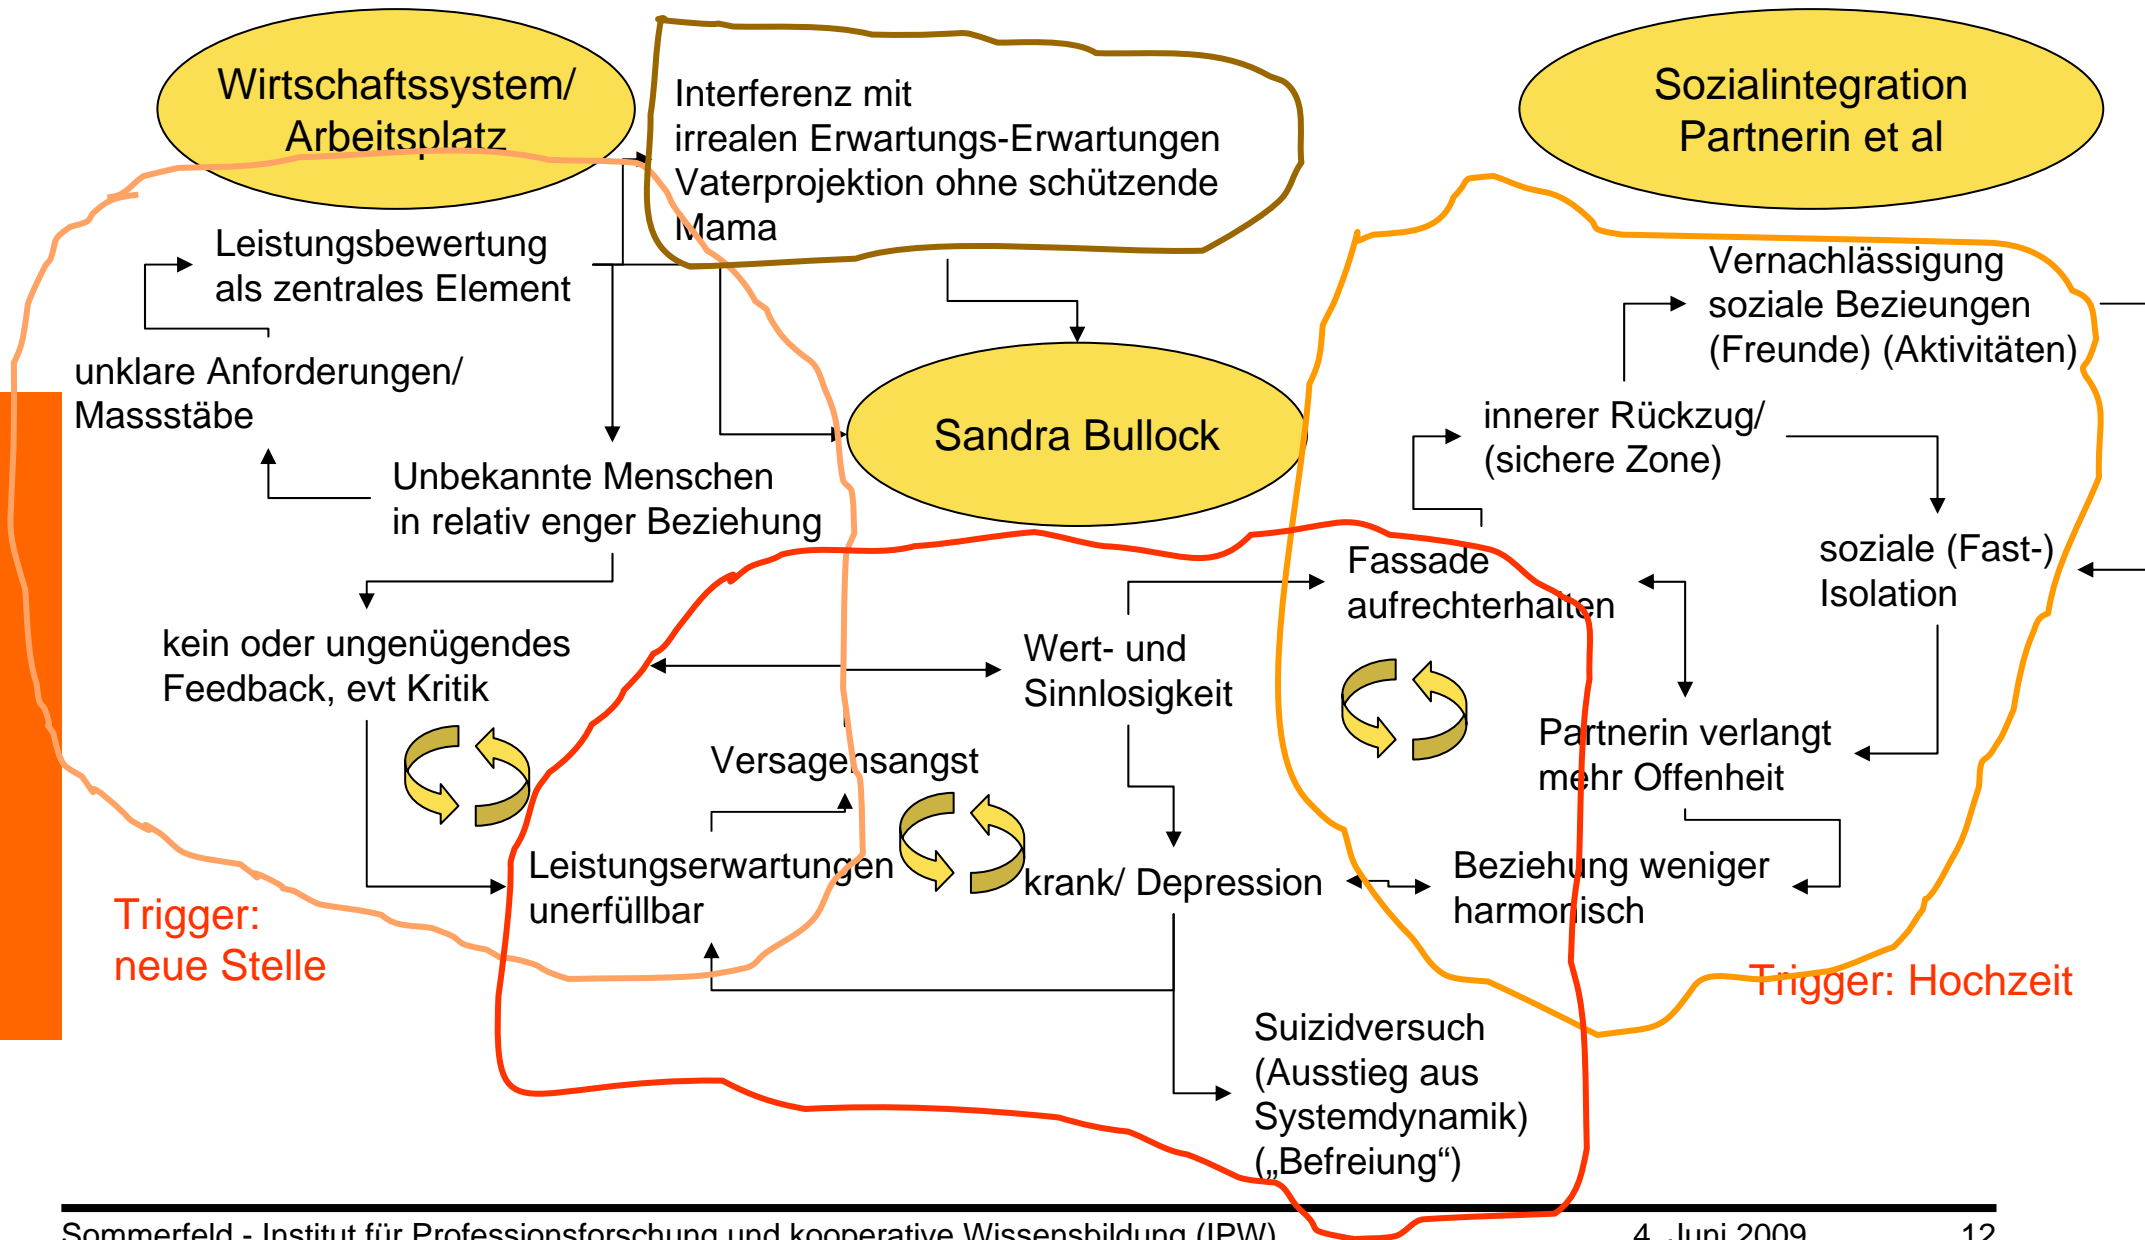 Wirtschaftssystem/
Arbeitsplatz
Interferenz mit
irrealen Erwartungs-Erwartungen
Vaterprojektion ohne schützende
Mama
Sozialintegration
Partnerin et al
Leistungsbewertung
als zentrales Element
unklare Anforderungen/
Massstäbe
Unbekannte Menschen
in relativ enger Beziehung
kein oder ungenügendes
Feedback, evt Kritik
Sandra Bullock
Vernachlässigung
soziale Bezieungen
(Freunde) (Aktivitäten)
innerer Rückzug/
(sichere Zone)
soziale (Fast-)
Isolation
Fassade
aufrechterhalten
Wert- und
Sinnlosigkeit
Partnerin verlangt
mehr Offenheit
Versagensangst
Leistungserwartungen
unerfüllbar
krank/ Depression
Beziehung weniger
harmonisch
Trigger:
neue Stelle
Trigger: Hochzeit
Suizidversuch
(Ausstieg aus
Systemdynamik)
(„Befreiung“)
Sommerfeld - Institut für Professionsforschung und kooperative Wissensbildung (IPW)
4. Juni 2009
12